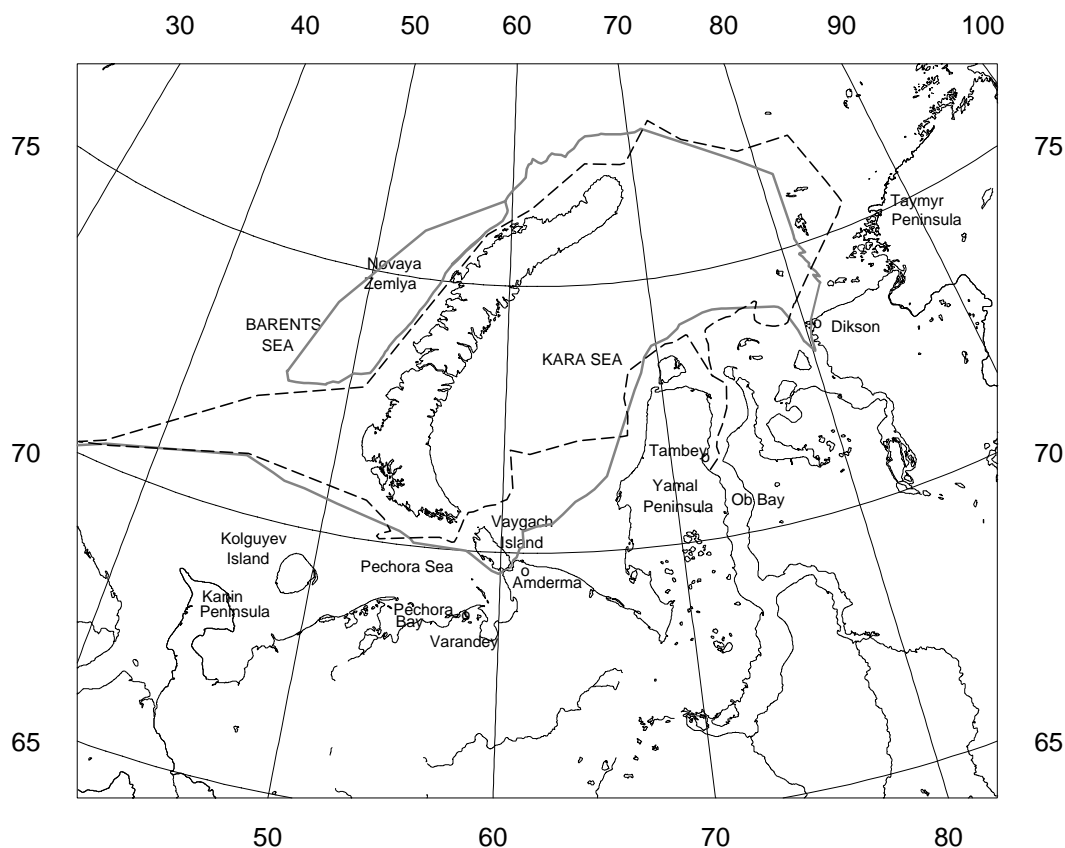 30 40 50 60 70 80 90 100
75 75
Taymyr
Peninsula
Novaya
Zemlya
BARENTS
SEA
Dikson
KARA SEA
70 70
Tambey
Yamal
Peninsula
Ob Bay
Vaygach
Island
Kolguyev
Island
Pechora Sea
Amderma
Kanin
Peninsula
Pechora
Bay
Varandey
65 65
50 60 70 80